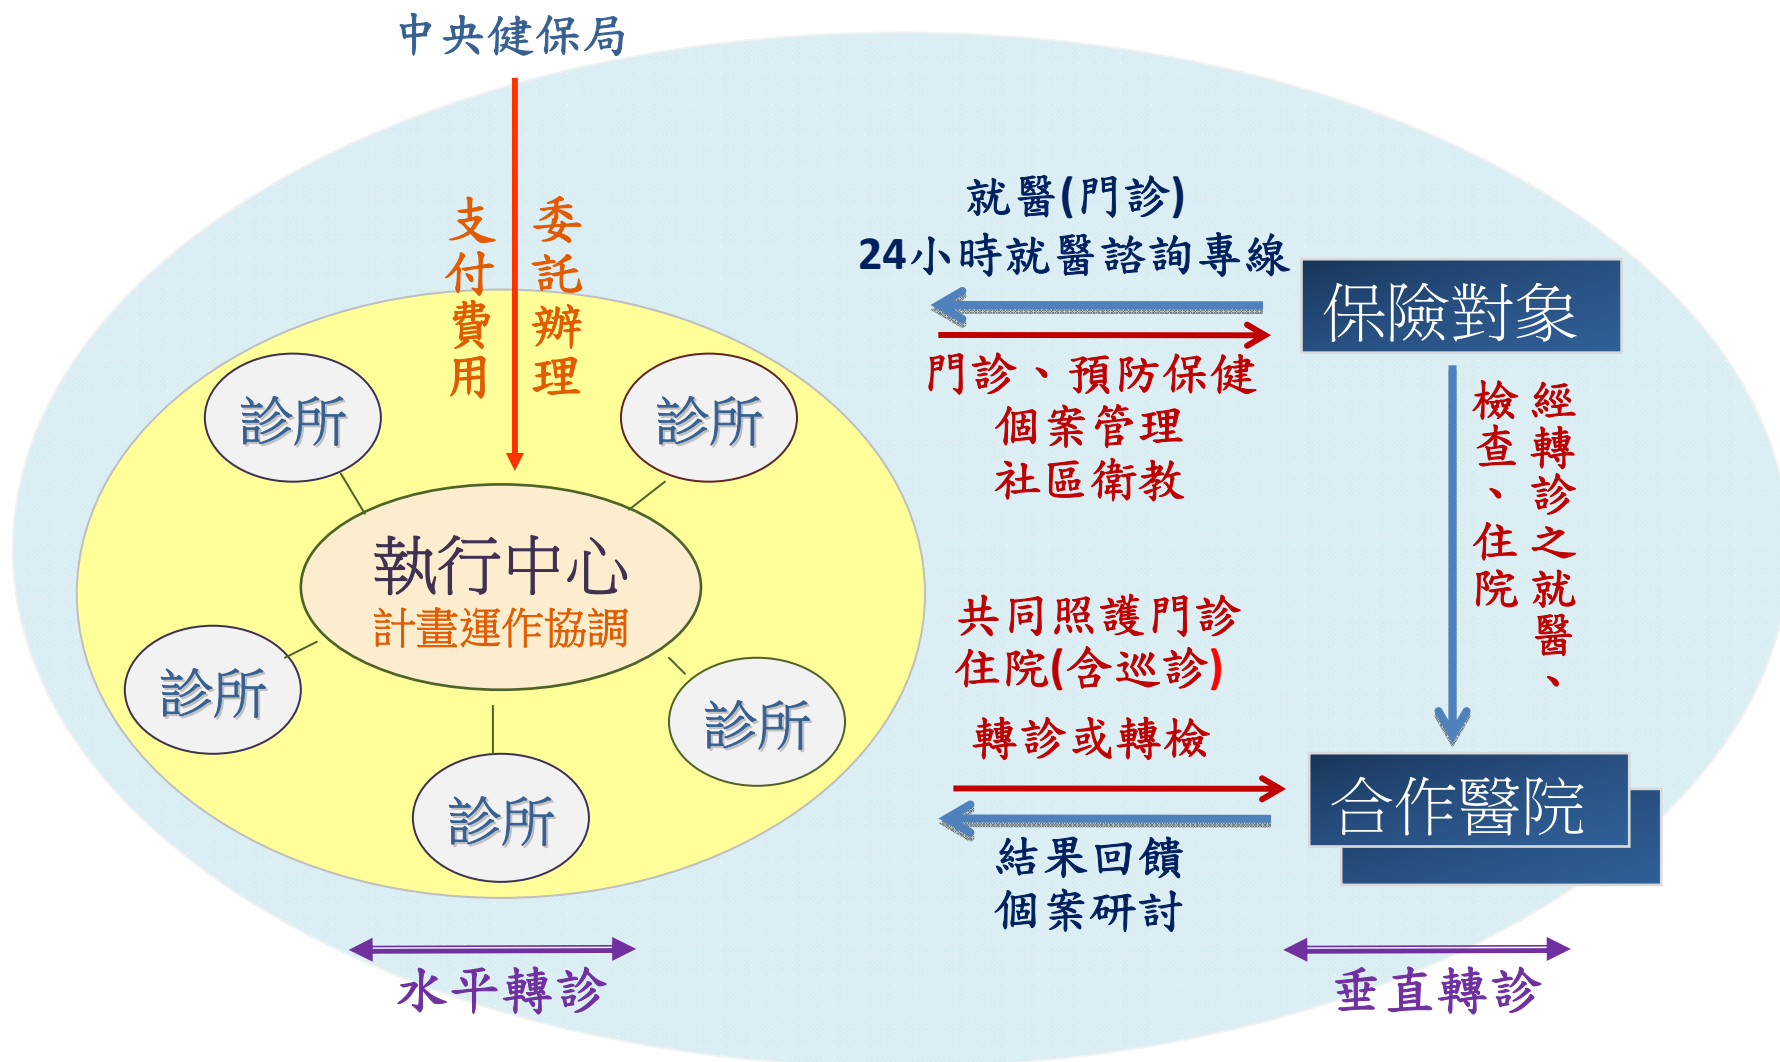 中央健保局
委託辦理
支付費用
診所
診所
執行中心
計畫運作協調
診所
診所
診所
就醫(門診)
24小時就醫諮詢專線
門診、預防保健
個案管理
社區衛教
保險對象
經轉診之就醫、
檢查、住院
共同照護門診
住院(含巡診)
轉診或轉檢
合作醫院
結果回饋
個案研討
水平轉診
垂直轉診